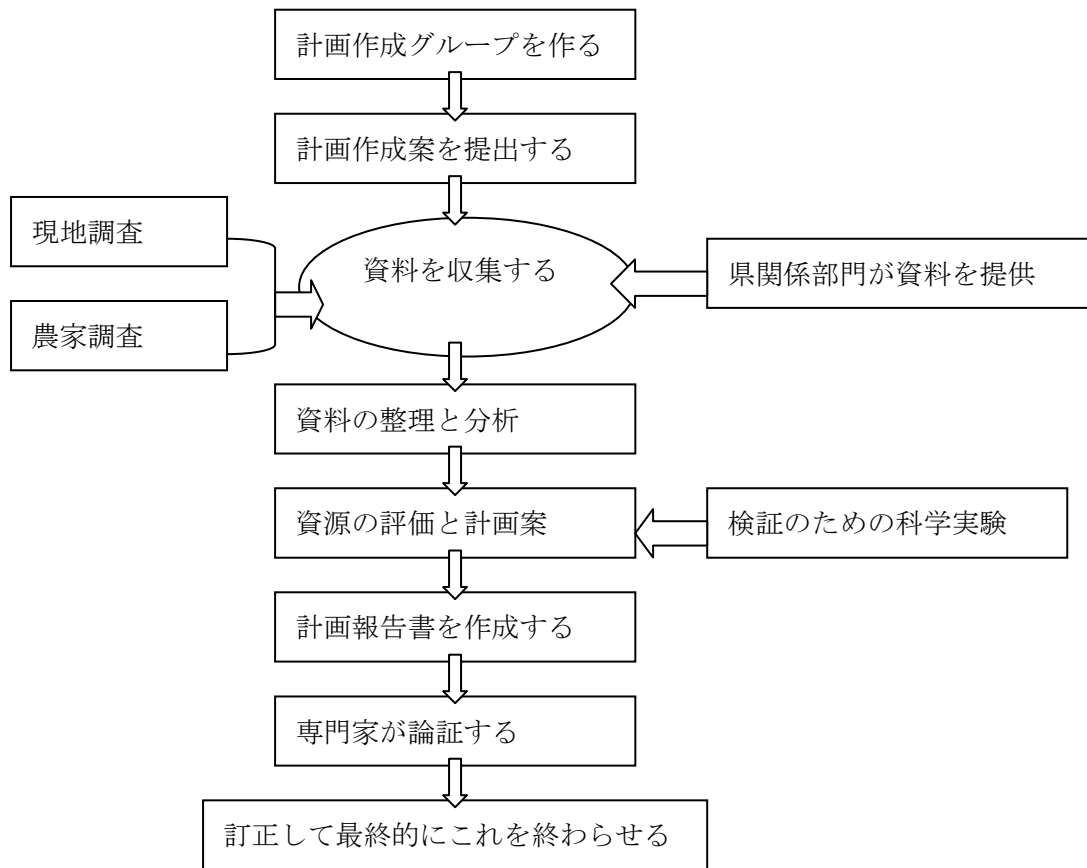 計画作成グループを作る
計画作成案を提出する
現地調査
資料を収集する
県関係部門が資料を提供
農家調査
資料の整理と分析
資源の評価と計画案
検証のための科学実験
計画報告書を作成する
専門家が論証する
訂正して最終的にこれを終わらせる